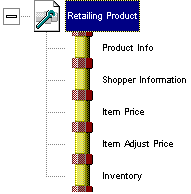 Retailing Product
Product Info
Shopper Information
Item Price
Item Adjust Price
Inventory